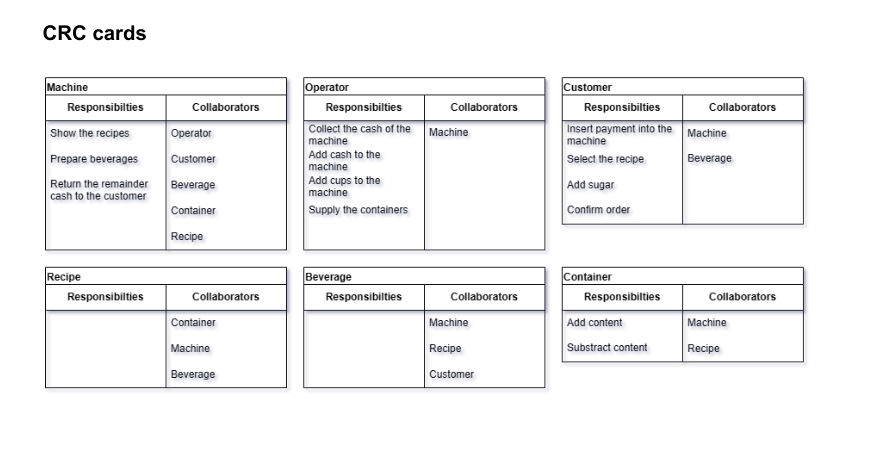 CRC cards
Machine
Responsibilties
Collaborators
Show the recipes
Operator
Prepare beverages
Customer
Return the remainder
cash to the customer
Beverage
Container
Recipe
Operator
Responsibilties
Collaborators
Collect the cash of the
machine
Machine
Add cash to the
machine
Add cups to the
machine
Supply the containers
Customer
Responsibilties
Collaborators
Insert payment into the
machine
Machine
Select the recipe
Beverage
Add sugar
Confirm order
Recipe
Responsibilties
Collaborators
Container
Machine
Beverage
Beverage
Responsibilties
Collaborators
Machine
Recipe
Customer
Container
Responsibilties
Collaborators
Add content
Machine
Substract content
Recipe